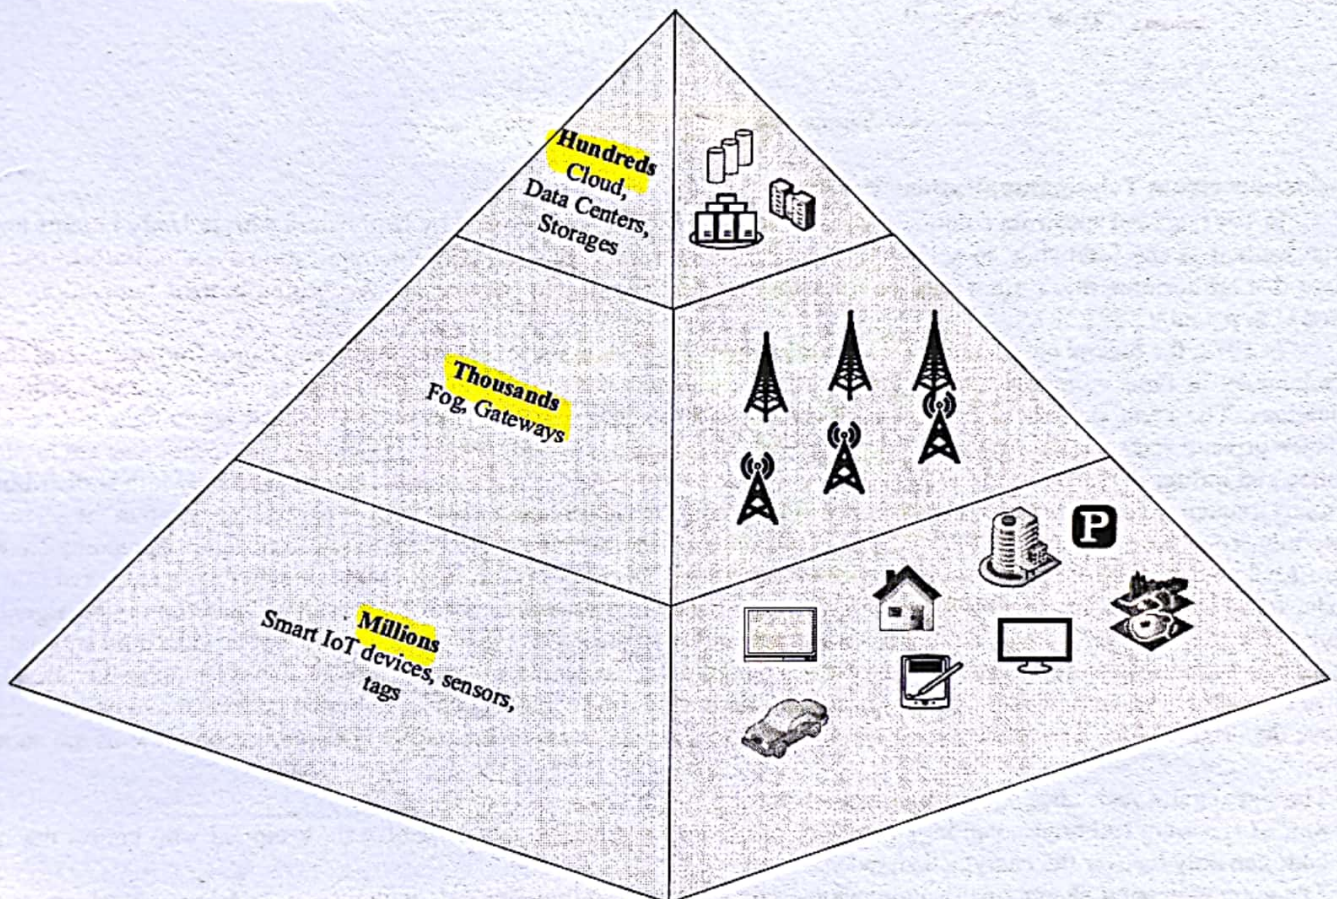 Hundreds
Cloud,
Data Centers,
Storages
Thousands
Fog, Gateways
P
Millions
Smart IoT devices, sensors,
tags